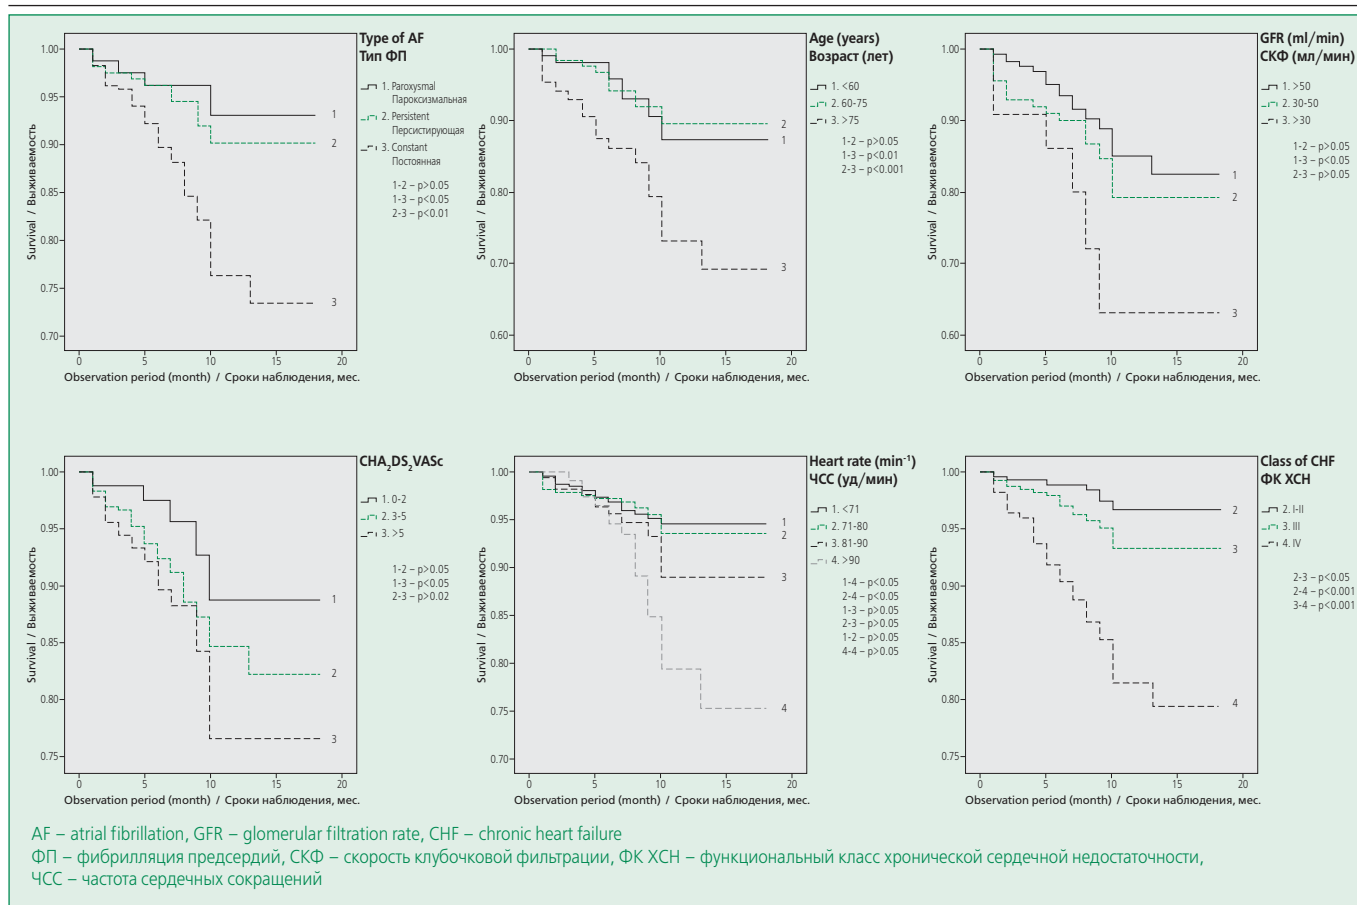 Type of AF
Тип ФП
1. Paroxysmal
Пароксизмальная
2. Persistent
Персистирующая
3. Constant
Постоянная
1-2 – p>0.05
1-3 – p<0.05
2-3 – p<0.01
Survival / Выживаемость
1.00
0.95
0.90
0.85
0.80
0.75
0.70
1
2
3
0
5
10
15
20
Observation period (month) / Сроки наблюдения, мес.
Age (years)
Возраст (лет)
1. <60
2. 60-75
3. >75
1-2 – p>0.05
1-3 – p<0.01
2-3 – p<0.001
Survival / Выживаемость
1.00
0.90
0.80
0.70
0.60
2
1
3
0
5
10
15
20
Observation period (month) / Сроки наблюдения, мес.
GFR (ml/min)
СКФ (мл/мин)
1. >50
2. 30-50
3. >30
1-2 – p>0.05
1-3 – p<0.05
2-3 – p>0.05
Survival / Выживаемость
1.00
0.90
0.80
0.70
0.60
1
2
3
0
5
10
15
20
Observation period (month) / Сроки наблюдения, мес.
CHA2DS2VASc
1. 0-2
2. 3-5
3. >5
1-2 – p>0.05
1-3 – p<0.05
2-3 – p>0.02
Survival / Выживаемость
1.00
0.95
0.90
0.85
0.80
0.75
1
2
3
0
5
10
15
20
Observation period (month) / Сроки наблюдения, мес.
Heart rate (min-1)
ЧСС (уд/мин)
1. <71
2. 71-80
3. 81-90
4. >90
1-4 – p<0.05
2-4 – p<0.05
1-3 – p>0.05
2-3 – p>0.05
1-2 – p>0.05
4-4 – p>0.05
Survival / Выживаемость
1.00
0.95
0.90
0.85
0.80
0.75
0.70
1
2
3
4
0
5
10
15
20
Observation period (month) / Сроки наблюдения, мес.
Class of CHF
ФК ХСН
2. I-II
3. III
4. IV
2-3 – p<0.05
2-4 – p<0.001
3-4 – p<0.001
Survival / Выживаемость
1.00
0.95
0.90
0.85
0.80
0.75
2
3
4
0
5
10
15
20
Observation period (month) / Сроки наблюдения, мес.
AF – atrial fibrillation, GFR – glomerular filtration rate, CHF – chronic heart failure
ФП – фибрилляция предсердий, СКФ – скорость клубочковой фильтрации, ФК ХСН – функциональный класс хронической сердечной недостаточности,
ЧСС – частота сердечных сокращений